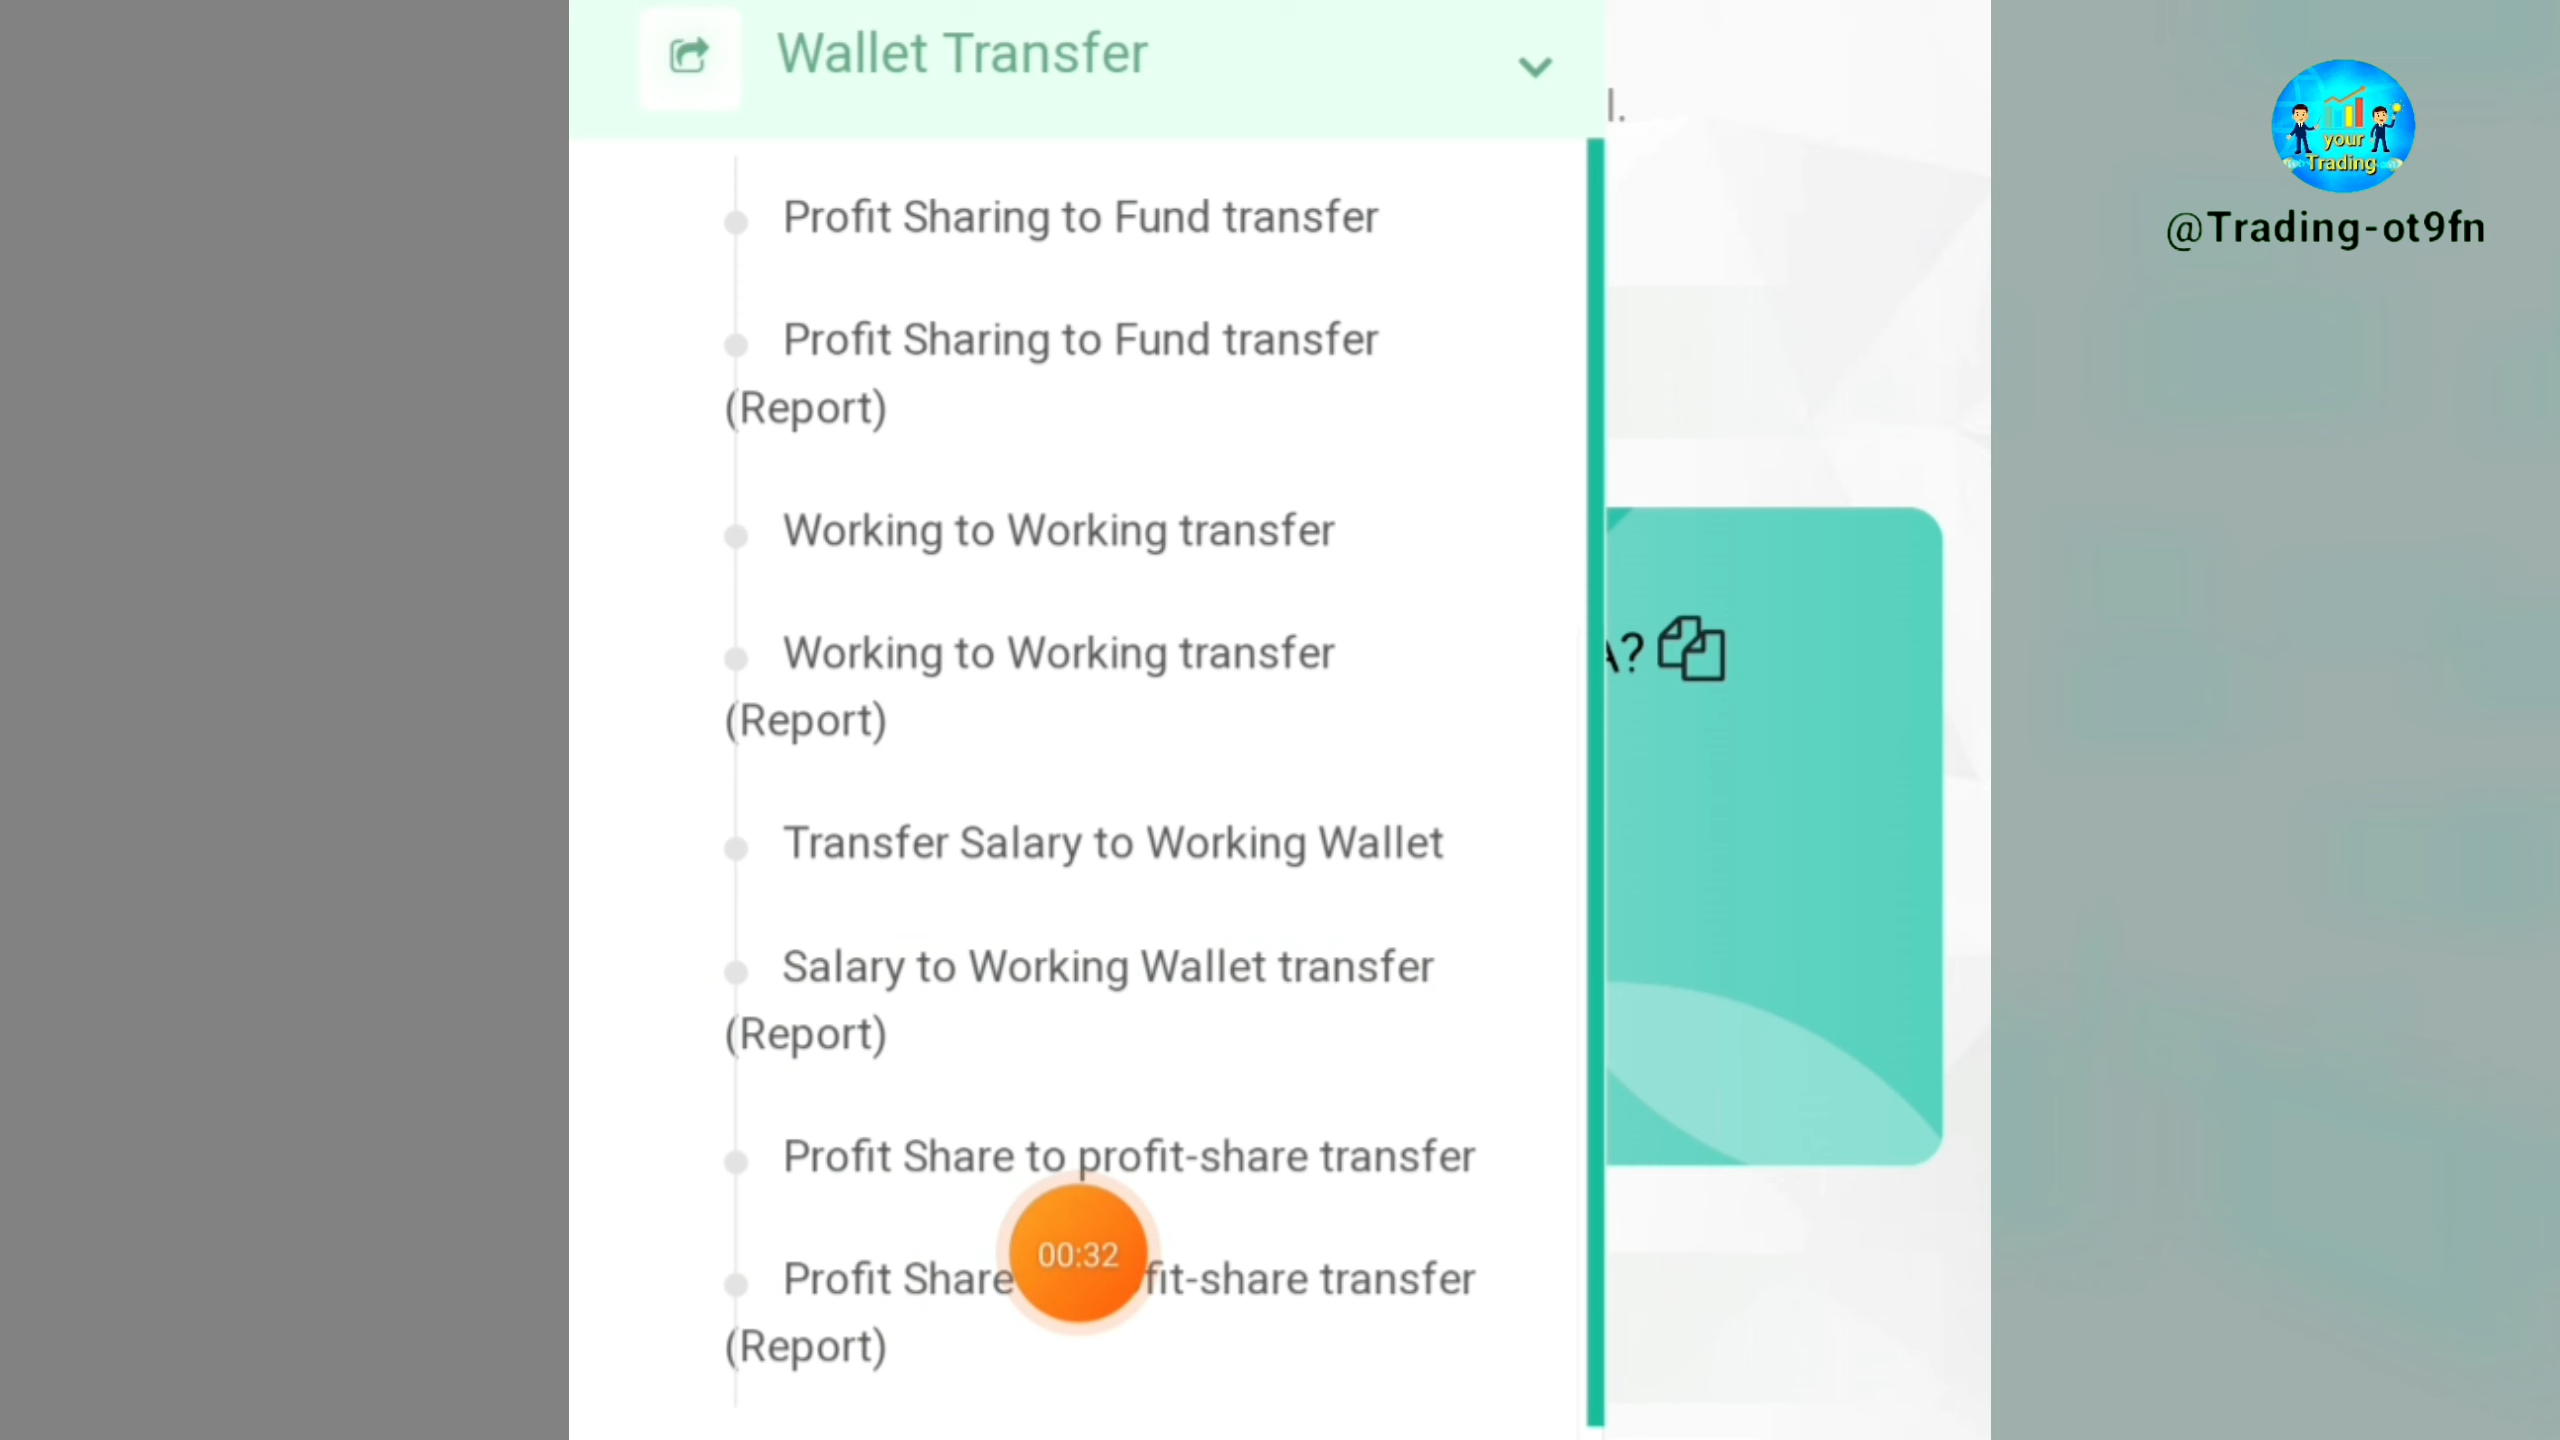 Wallet Transfer
l.
your
Trading
@Trading-ot9fn
Profit Sharing to Fund transfer
Profit Sharing to Fund transfer
(Report)
Working to Working transfer
Working to Working transfer
(Report)
A?
Transfer Salary to Working Wallet
Salary to Working Wallet transfer
(Report)
Profit Share to profit-share transfer
00:32
Profit Share fit-share transfer
(Report)